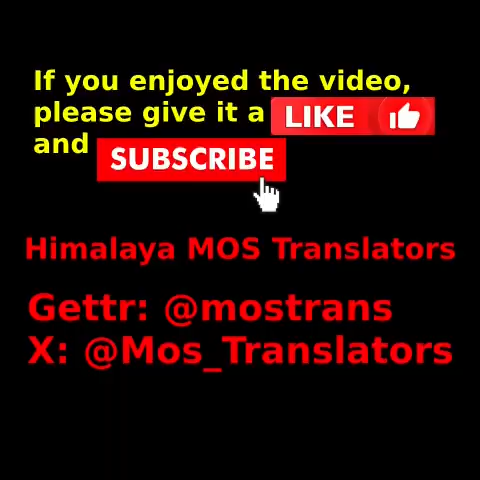 If you enjoyed the video,
please give it a LIKE
and SUBSCRIBE
Himalaya MOS Translators
Gettr: @mostrans
X: @Mos_Translators